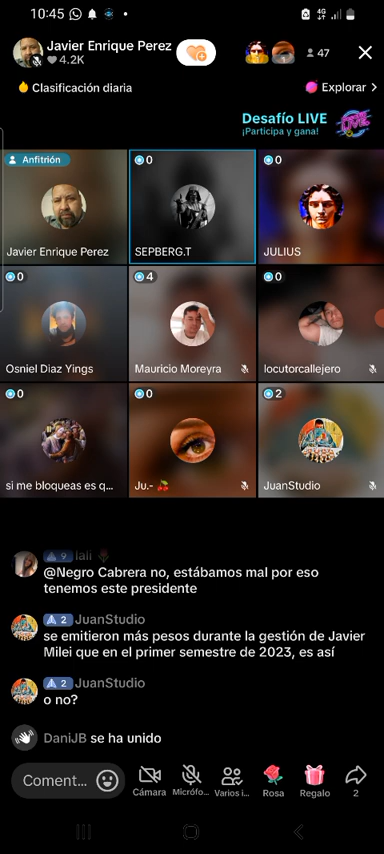 10:45
4G
Javier Enrique Perez
4.2K
47
Clasificación diaria
Explorar
Desafío LIVE
¡Participa y gana!
Anfitrión
0
0
Javier Enrique Perez
SEPBERG.T
JULIUS
0
4
0
Osniel Diaz Yings
Mauricio Moreyra
locutorcallejero
0
0
2
si me bloqueas es q...
Ju.- 🍒
JuanStudio
9 lali 🌹
@Negro Cabrera no, estábamos mal por eso
tenemos este presidente
2 JuanStudio
se emitieron más pesos durante la gestión de Javier
Milei que en el primer semestre de 2023, es así
2 JuanStudio
o no?
DaniJB se ha unido
Coment...
Cámara
Micrófo...
Varios i...
Rosa
Regalo
2